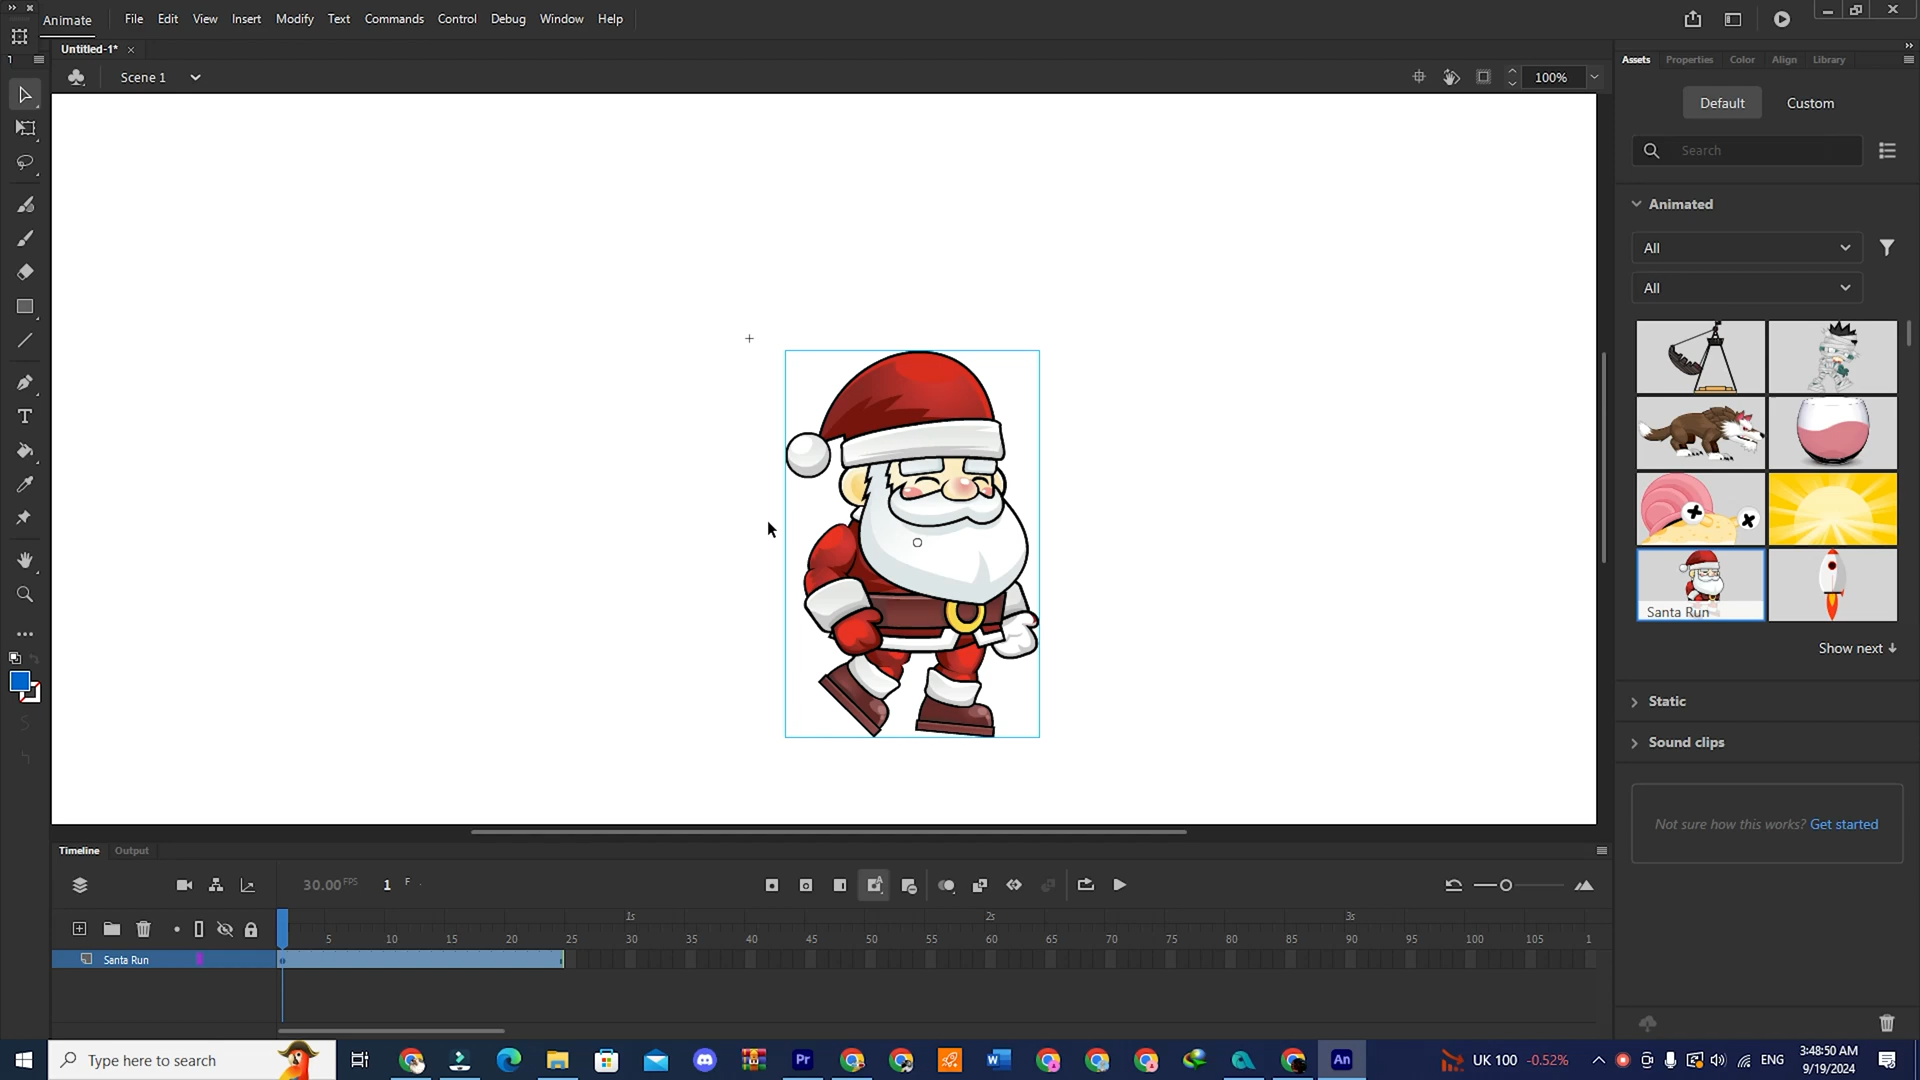 Animate
File
Edit
View
Insert
Modify
Text
Commands
Control
Debug
Window
Help
Untitled-1*
Scene 1
100%
1
Assets
Properties
Color
Align
Library
Default
Custom
Search
Animated
All
All
Santa Run
Show next
Static
Sound clips
Not sure how this works? Get started
Timeline
Output
30.00 FPS
1 F
1s
2s
3s
5
10
15
20
25
30
35
40
45
50
55
60
65
70
75
80
85
90
95
100
105
1
Santa Run
Type here to search
Pr
An
UK 100
-0.52%
ENG
3:48:50 AM
9/19/2024